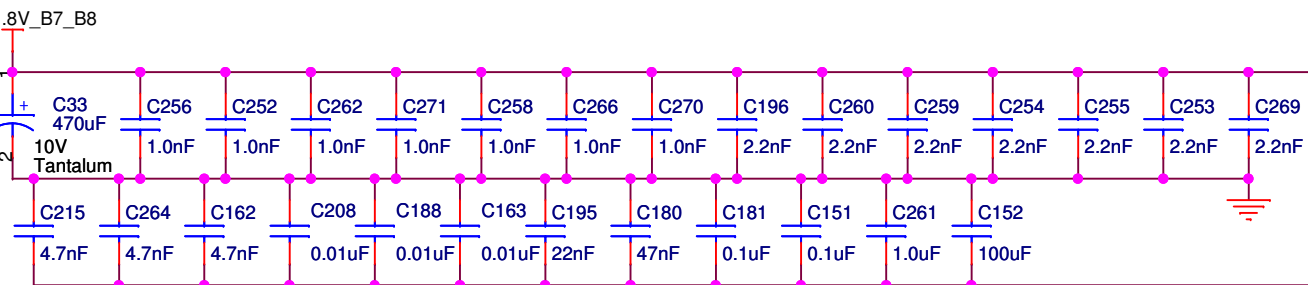 .8V_B7_B8
1
+
C33
470uF
10V
Tantalum
2
C256
1.0nF
C252
1.0nF
C262
1.0nF
C271
1.0nF
C258
1.0nF
C266
1.0nF
C270
1.0nF
C196
2.2nF
C260
2.2nF
C259
2.2nF
C254
2.2nF
C255
2.2nF
C253
2.2nF
C269
2.2nF
C215
4.7nF
C264
4.7nF
C162
4.7nF
C208
0.01uF
C188
0.01uF
C163
0.01uF
C195
22nF
C180
47nF
C181
0.1uF
C151
0.1uF
C261
1.0uF
C152
100uF